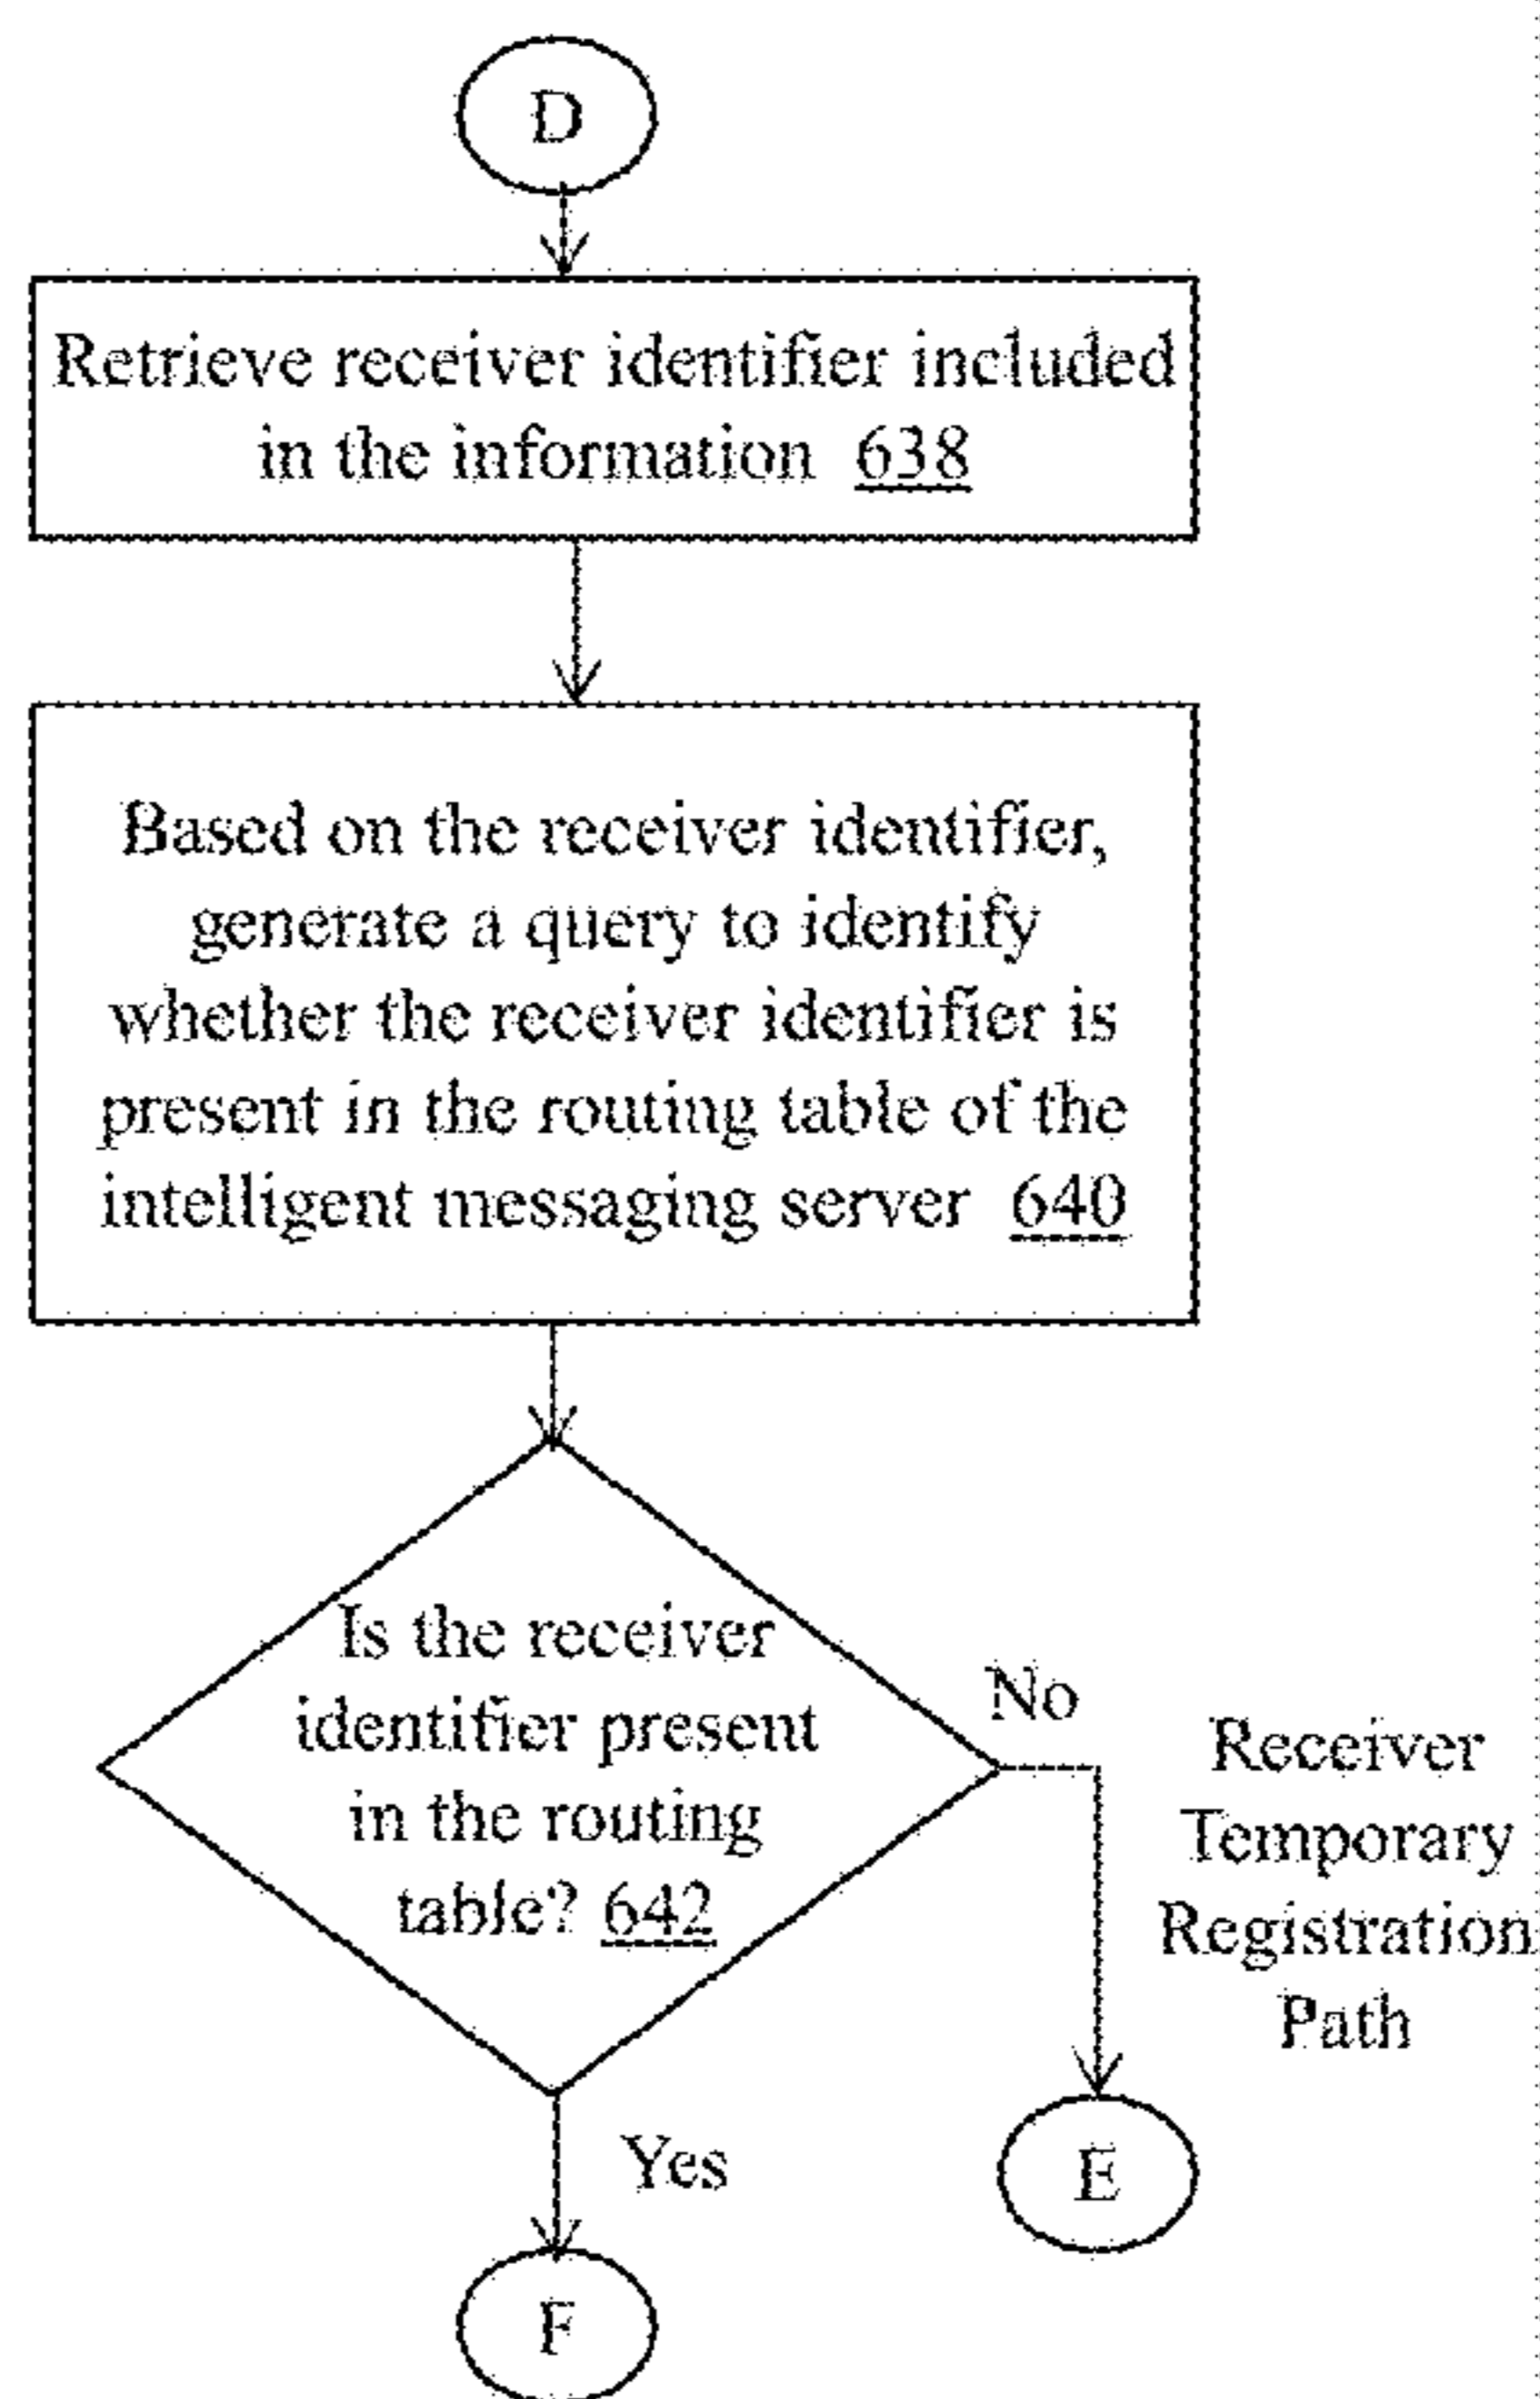 D
Retrieve receiver identifier included
in the information 638
Based on the receiver identifier,
generate a query to identify
whether the receiver identifier is
present in the routing table of the
intelligent messaging server 640
Is the receiver
identifier present
in the routing
table? 642
No
Receiver
Temporary
Registration
Path
Yes
E
F